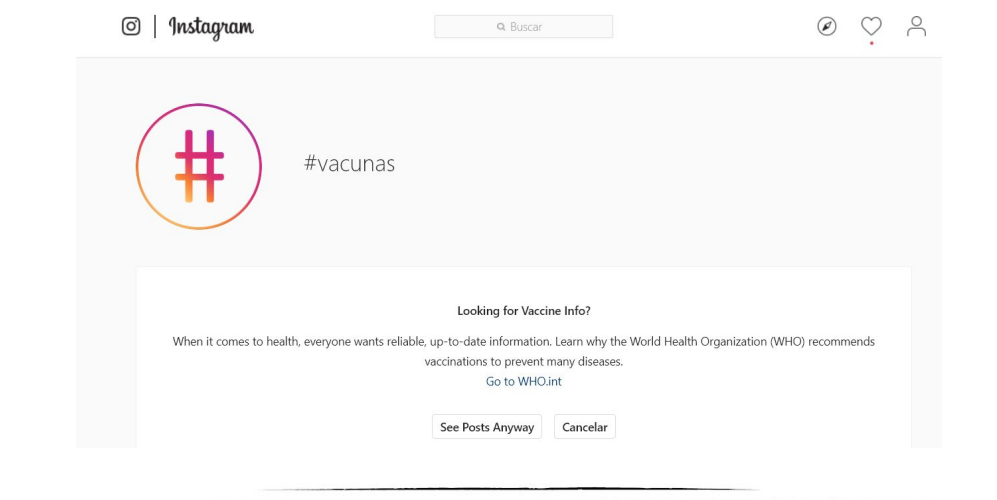 Instagram
Buscar
#vacunas
Looking for Vaccine Info?
When it comes to health, everyone wants reliable, up-to-date information. Learn why the World Health Organization (WHO) recommends
vaccinations to prevent many diseases.
Go to WHO.int
See Posts Anyway Cancelar